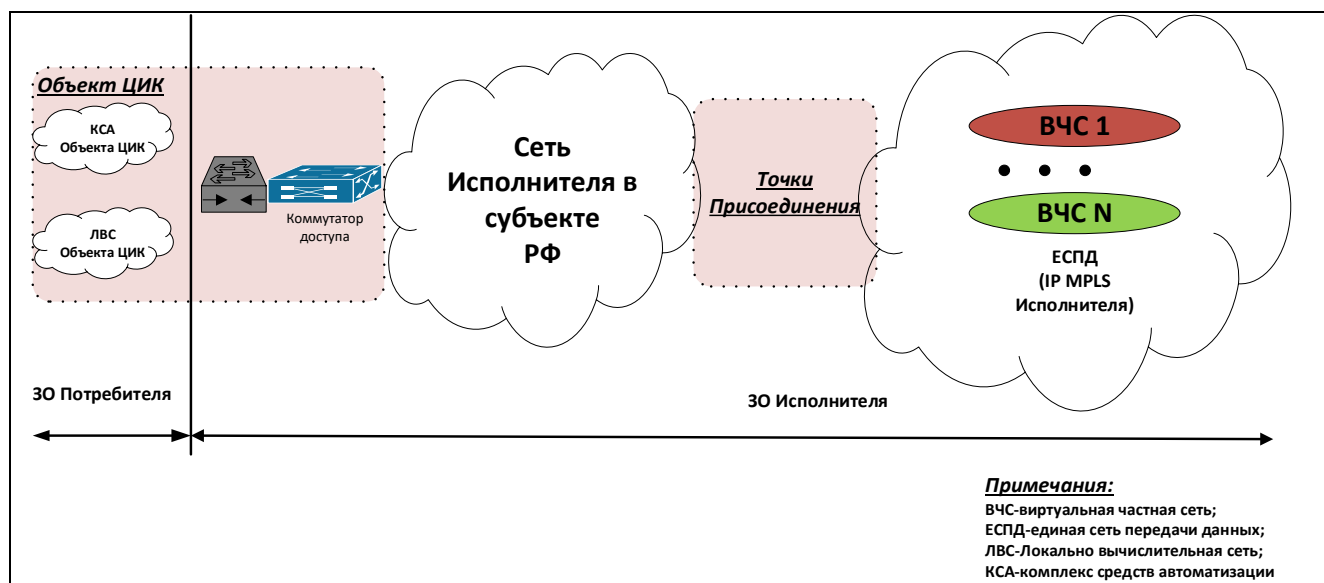 Объект ЦИК
КСА
Объекта ЦИК
ЛВС
Объекта ЦИК
Коммутатор
доступа
Сеть
Исполнителя в
субъекте
РФ
Точки
Присоединения
ВЧС 1
ВЧС N
ЕСПД
(IP MPLS
Исполнителя)
ЗО Потребителя
ЗО Исполнителя
Примечания:
ВЧС-виртуальная частная сеть;
ЕСПД-единая сеть передачи данных;
ЛВС-Локально вычислительная сеть;
КСА-комплекс средств автоматизации